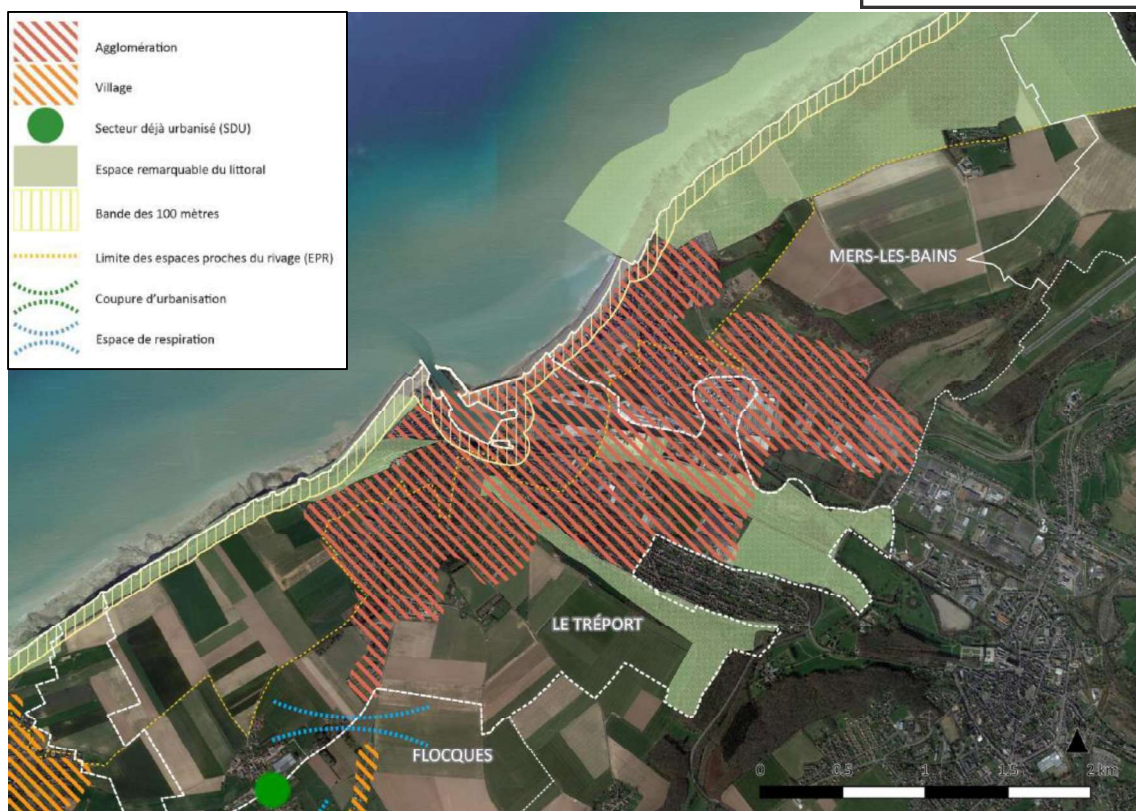 Agglomération
Village
Secteur déjà urbanisé (SDU)
Espace remarquable du littoral
Bande des 100 mètres
Limite des espaces proches du rivage (EPR)
Coupure d'urbanisation
Espace de respiration
MERS-LES-BAINS
LE TRÉPORT
FLOCQUES
0 0.5 1 1.5 2 km